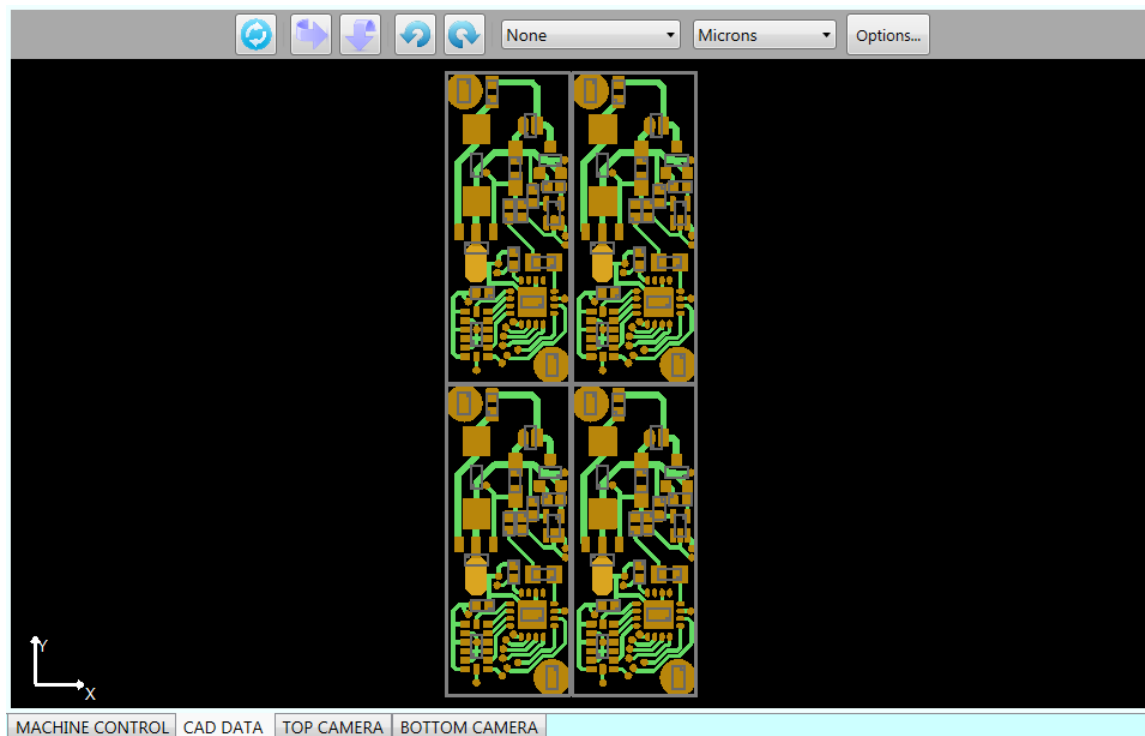 None Microns Options...
Y
X
MACHINE CONTROL CAD DATA TOP CAMERA BOTTOM CAMERA